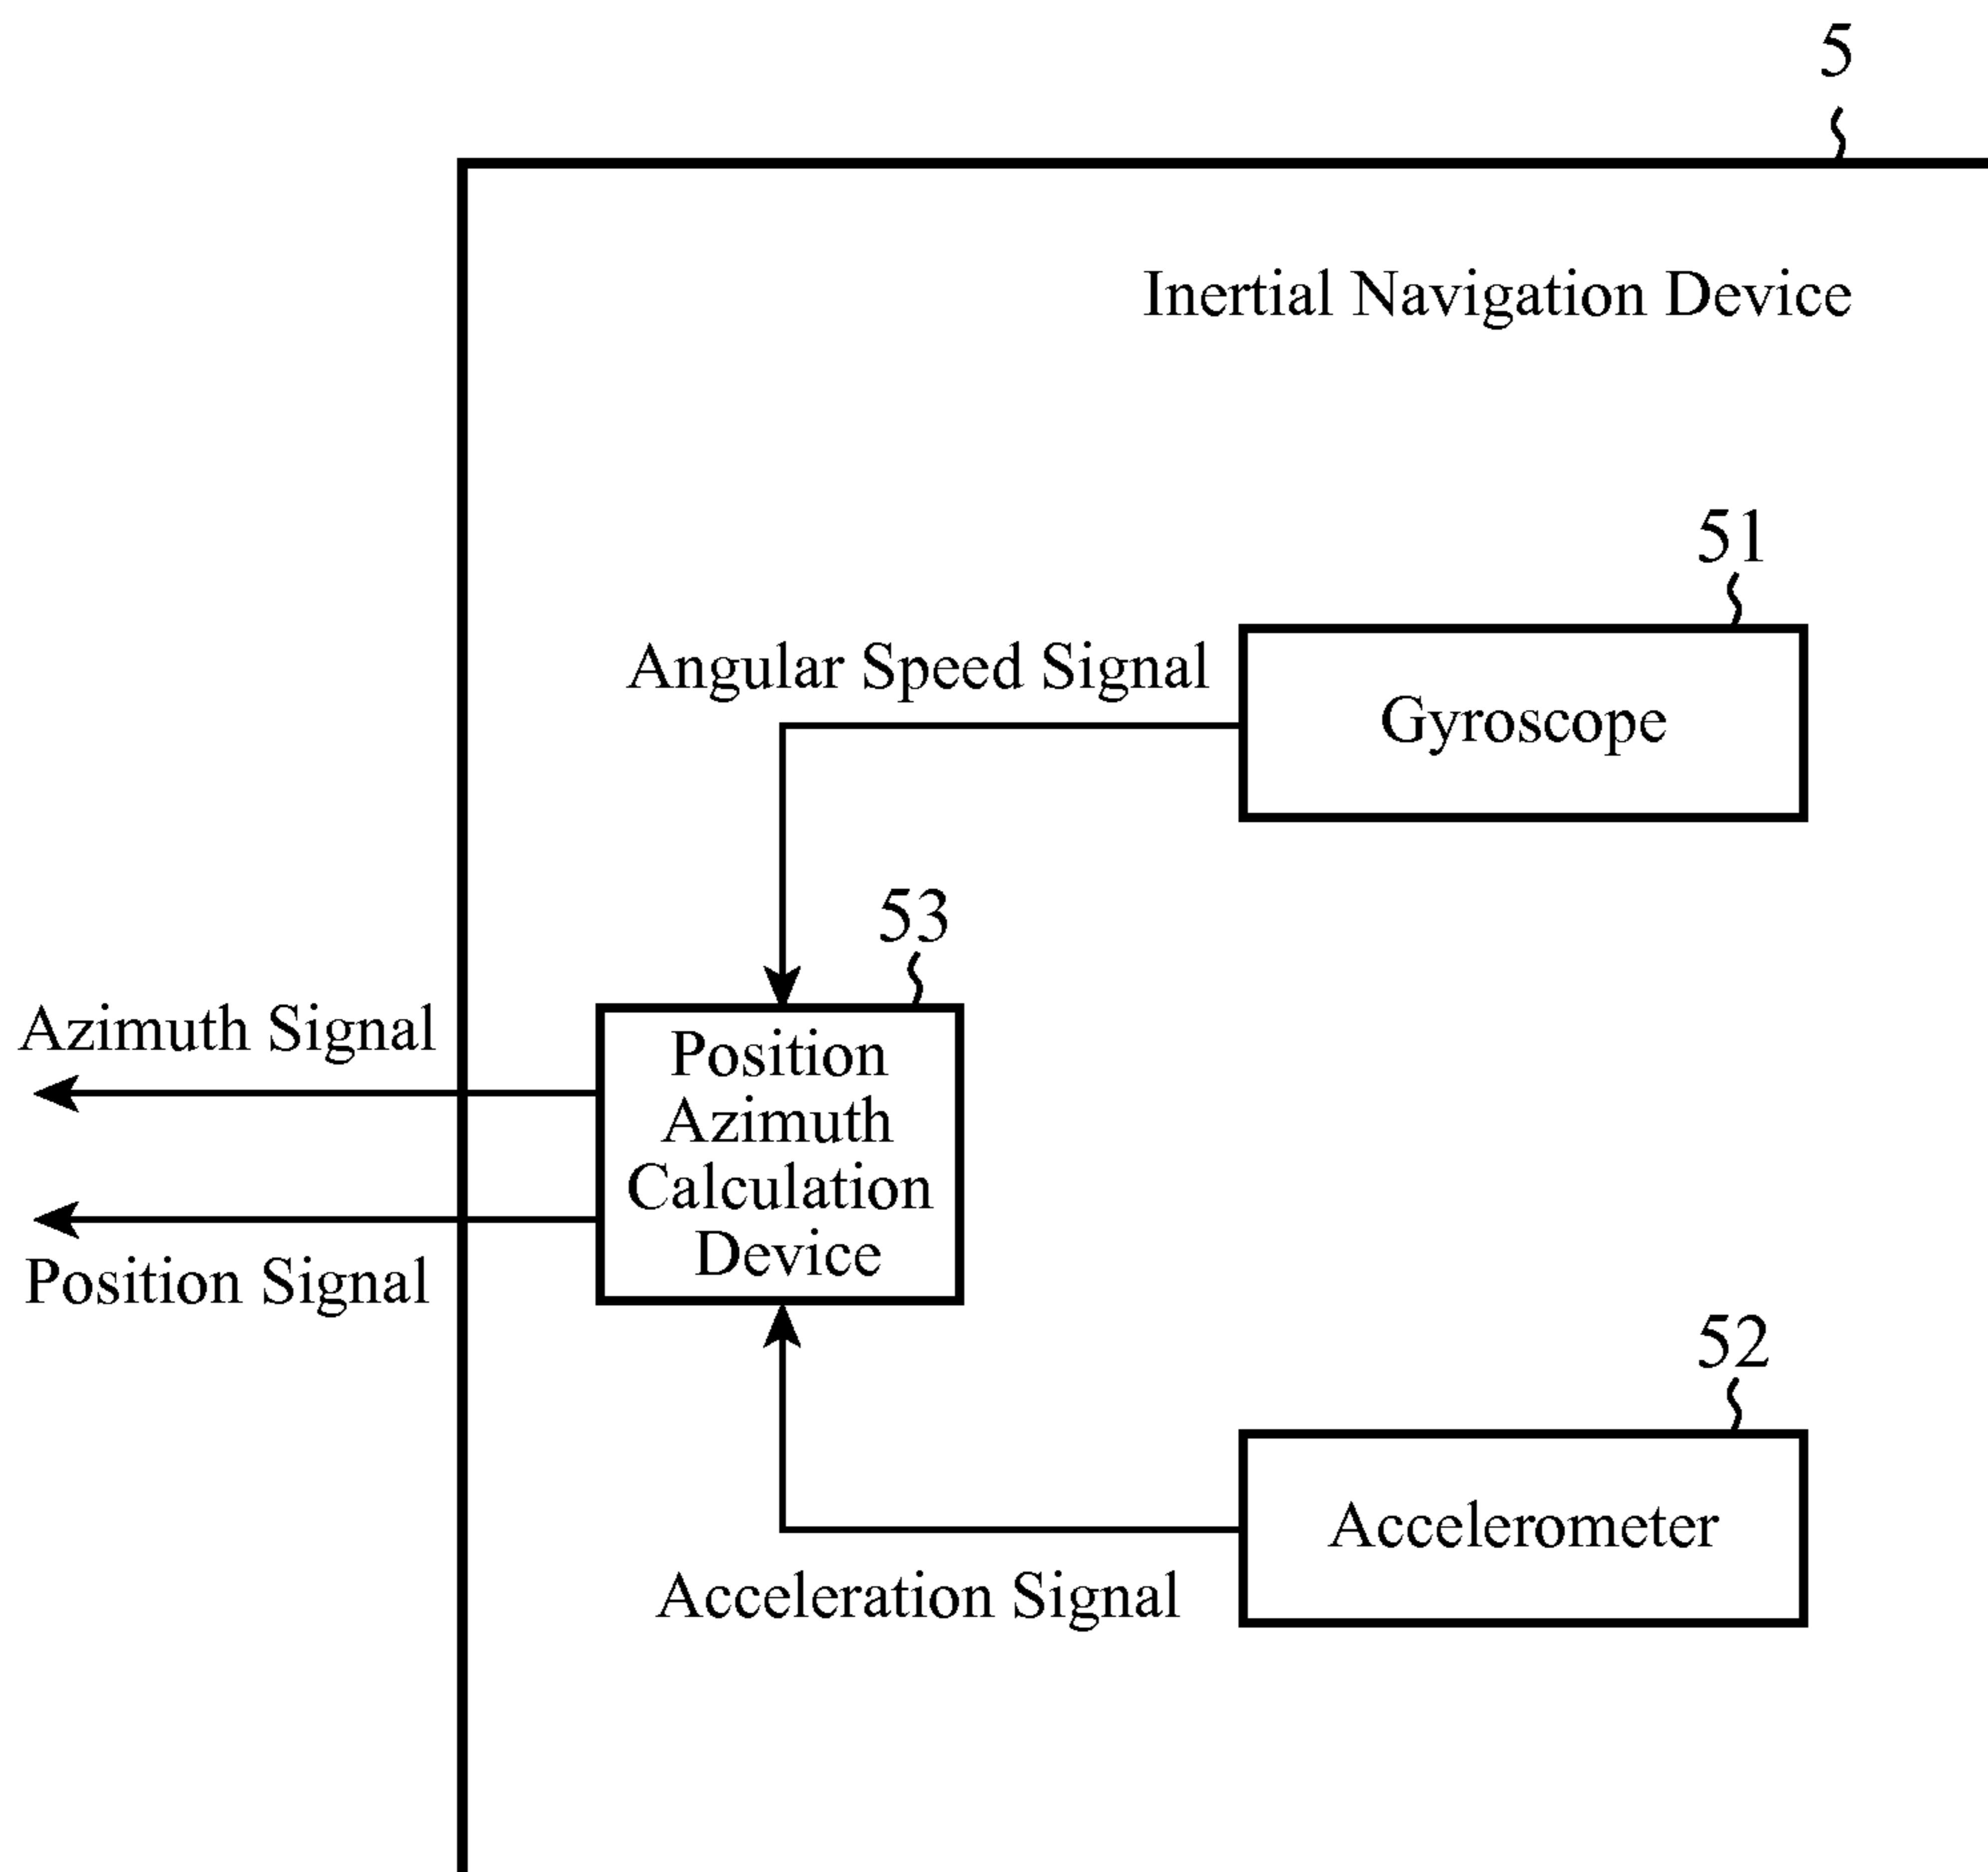 5
Inertial Navigation Device
51
Angular Speed Signal
Gyroscope
53
Azimuth Signal
Position
Azimuth
Calculation
Device
Position Signal
52
Accelerometer
Acceleration Signal